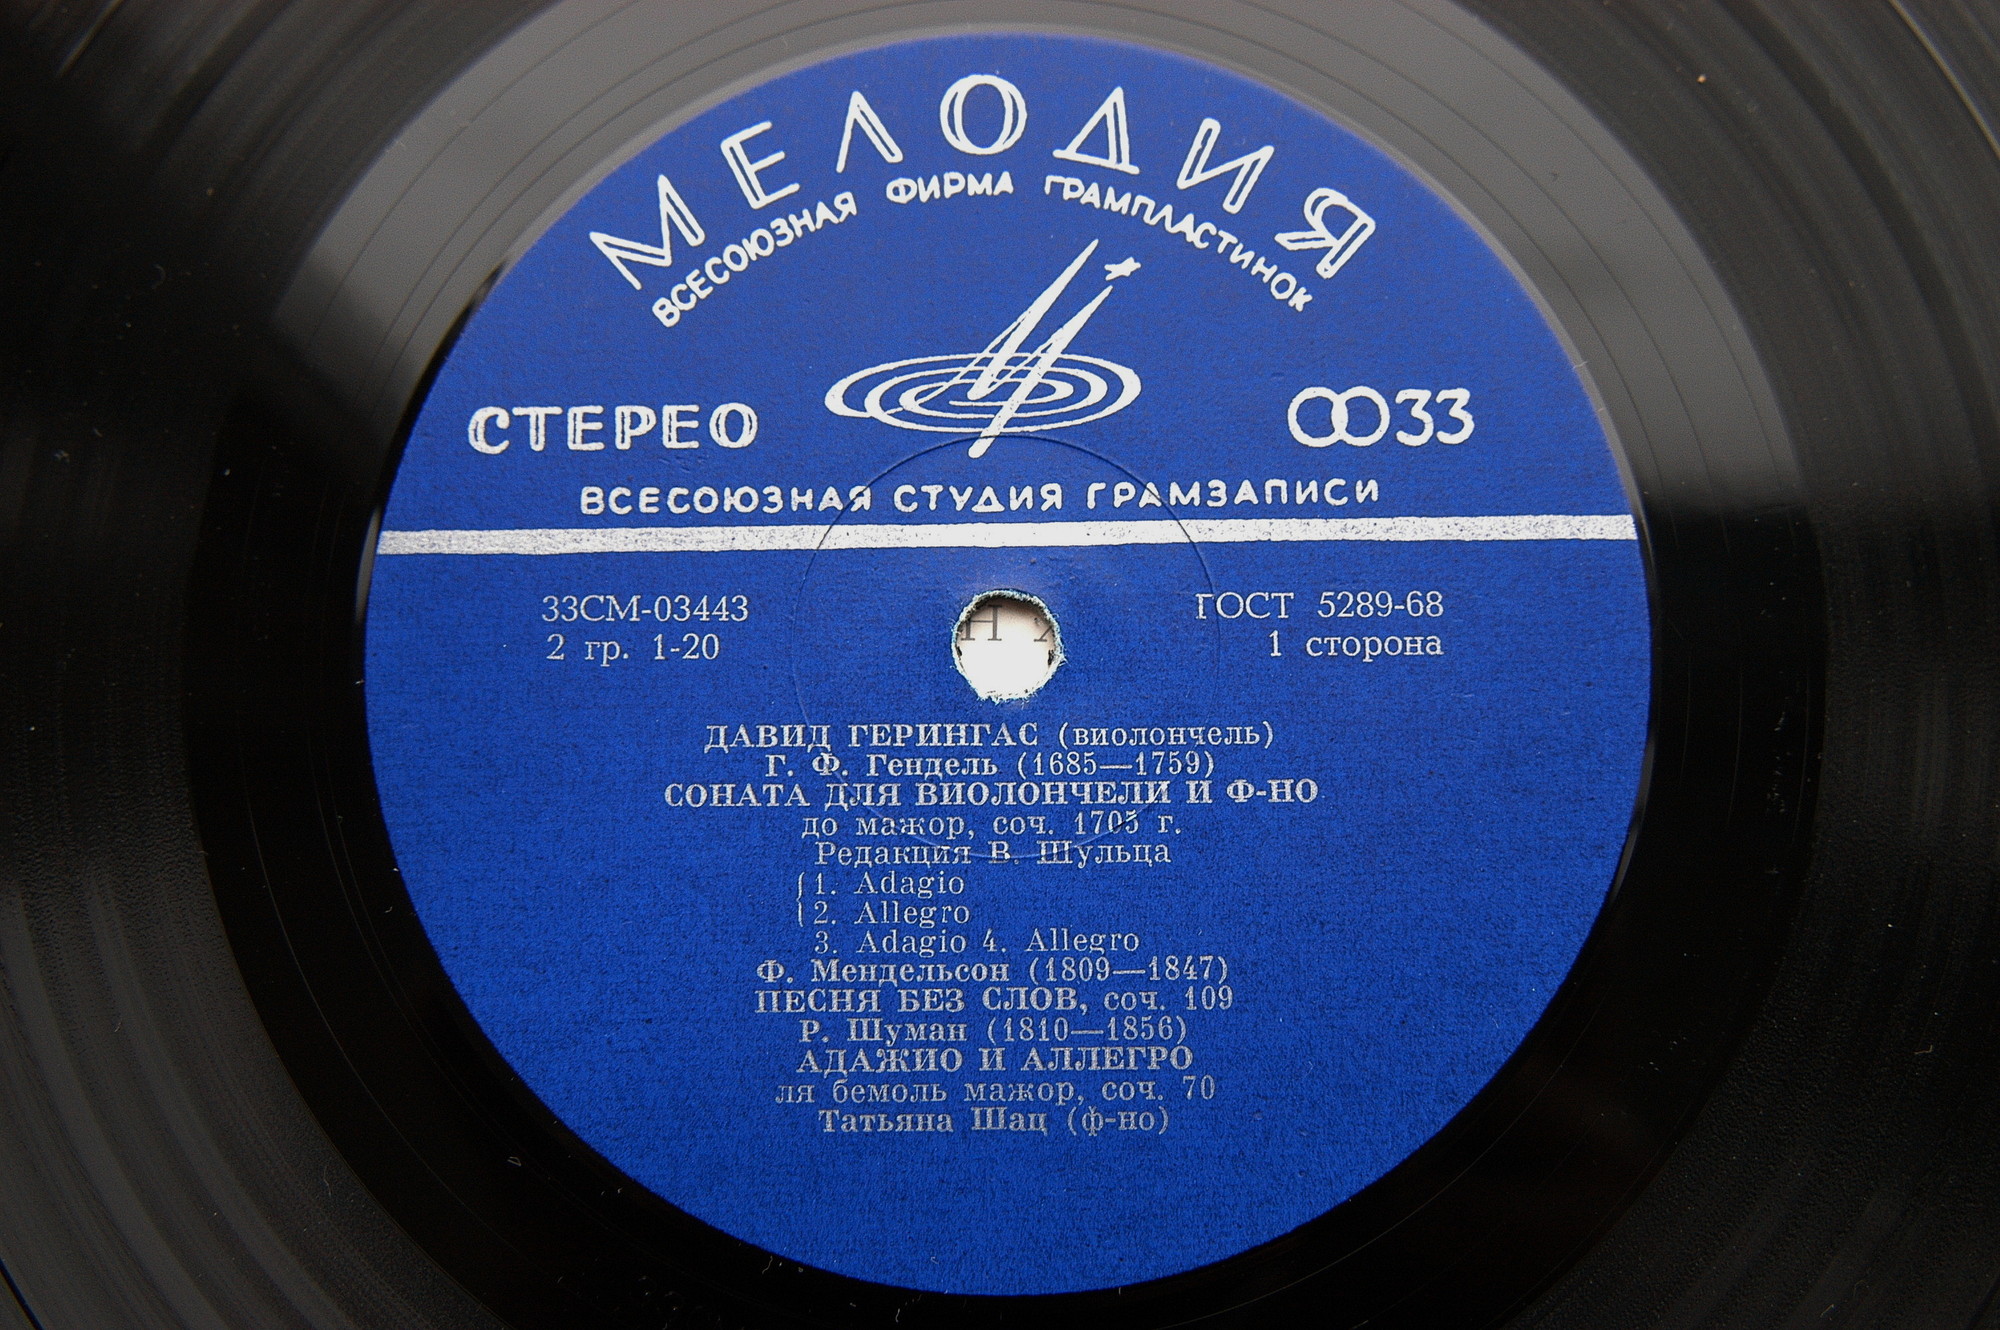 МЕЛОДИЯ
ВСЕСОЮЗНАЯ ФИРМА ГРАМПЛАСТИНОК
СТЕРЕО
33
ВСЕСОЮЗНАЯ СТУДИЯ ГРАМЗАПИСИ
33СМ-03443
2 гр. 1-20
ГОСТ 5289-68
1 сторона
Н
ДАВИД ГЕРИНГАС (виолончель)
Г. Ф. Гендель (1685—1759)
СОНАТА ДЛЯ ВИОЛОНЧЕЛИ И Ф-НО
до мажор, соч. 1705 г.
Редакция В. Шульца
1. Adagio
2. Allegro
3. Adagio 4. Allegro
Ф. Мендельсон (1809—1847)
ПЕСНЯ БЕЗ СЛОВ, соч. 109
Р. Шуман (1810—1856)
АДАЖИО И АЛЛЕГРО
ля бемоль мажор, соч. 70
Татьяна Шац (ф-но)